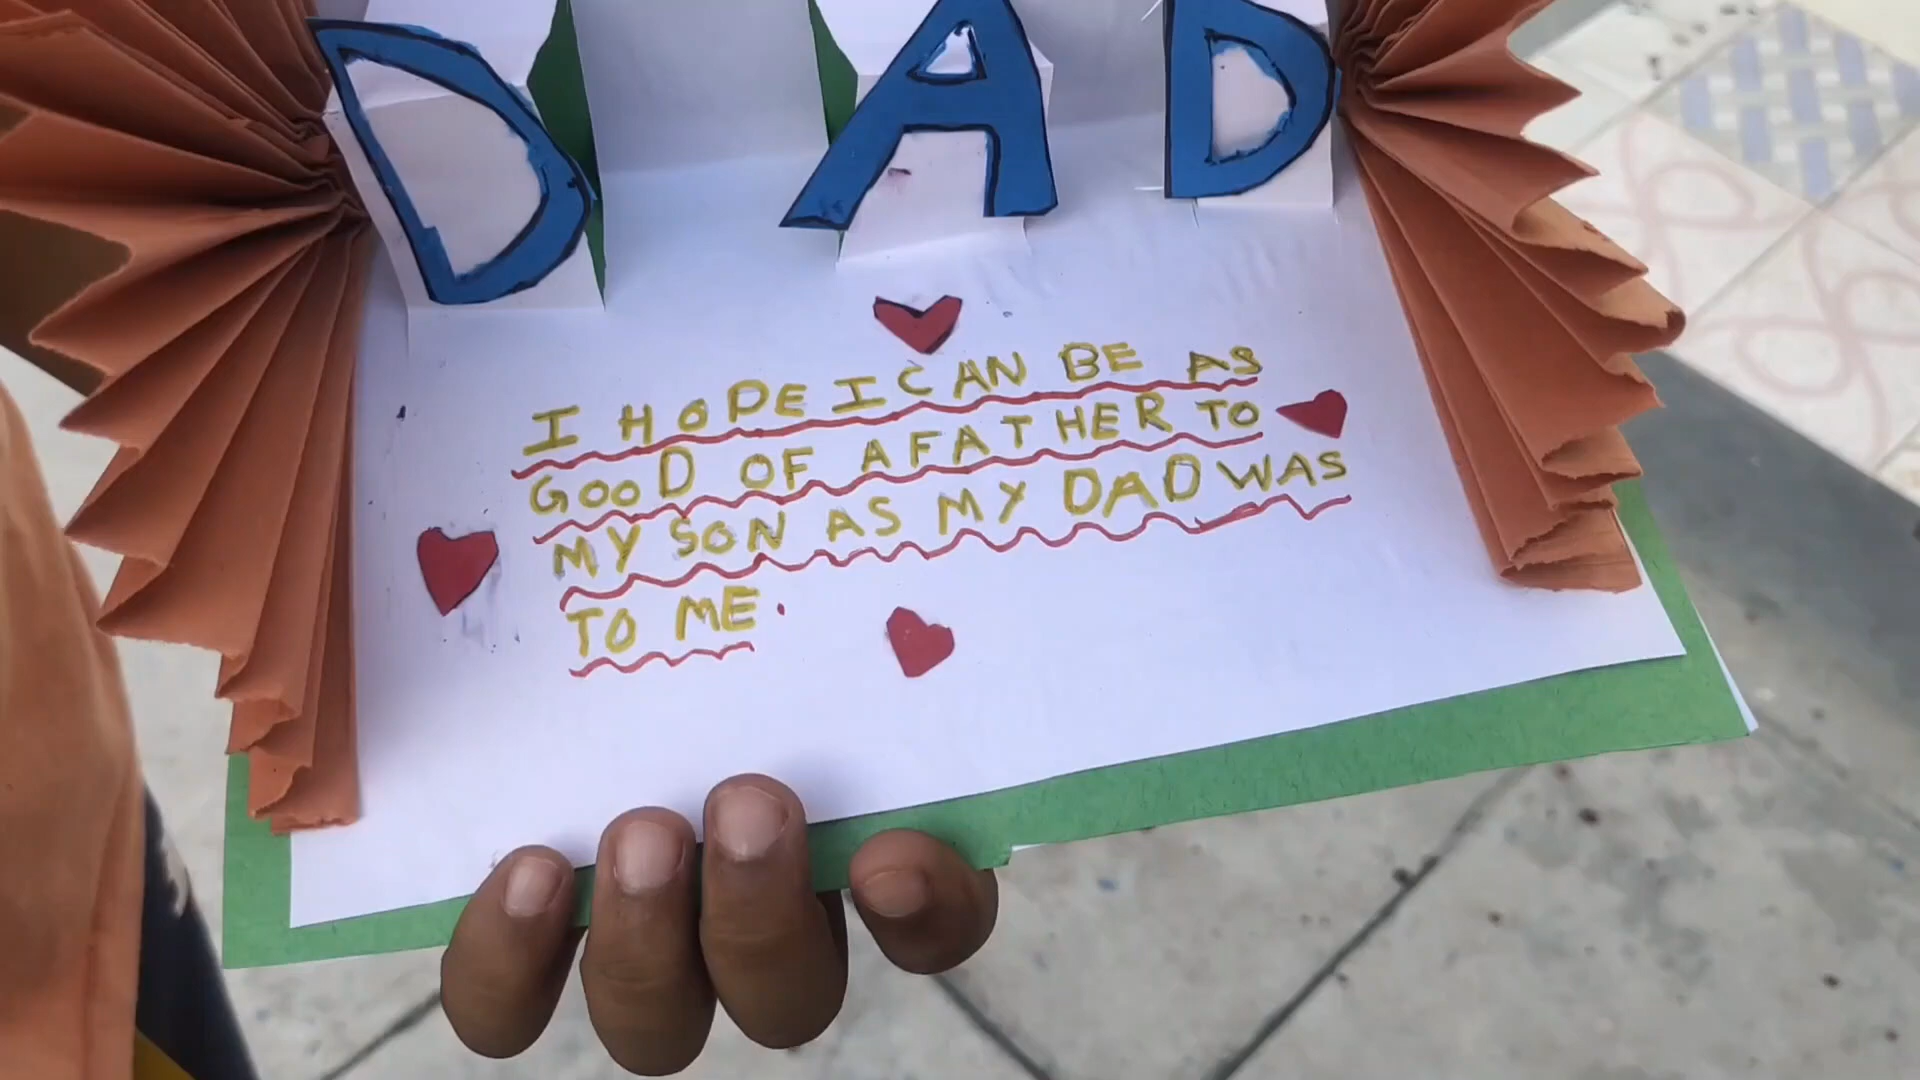 DAD
I HOPE I CAN BE AS
GOOD OF A FATHER TO
MY SON AS MY DAD WAS
TO ME.